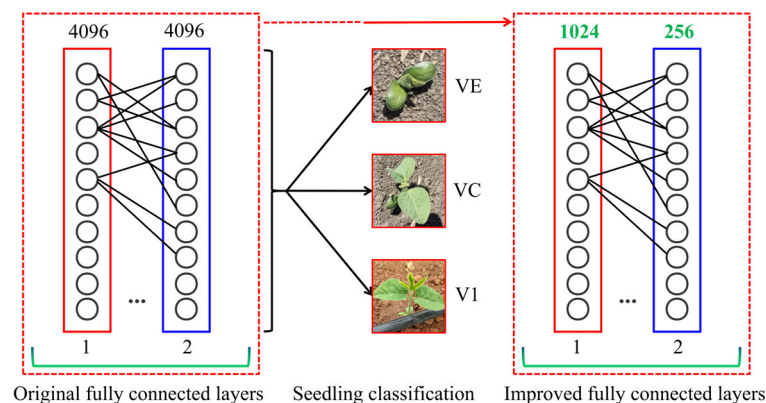 4096 4096
1024 256
VE
VC
V1
... ...
1 2
1 2
Original fully connected layers
Seedling classification
Improved fully connected layers